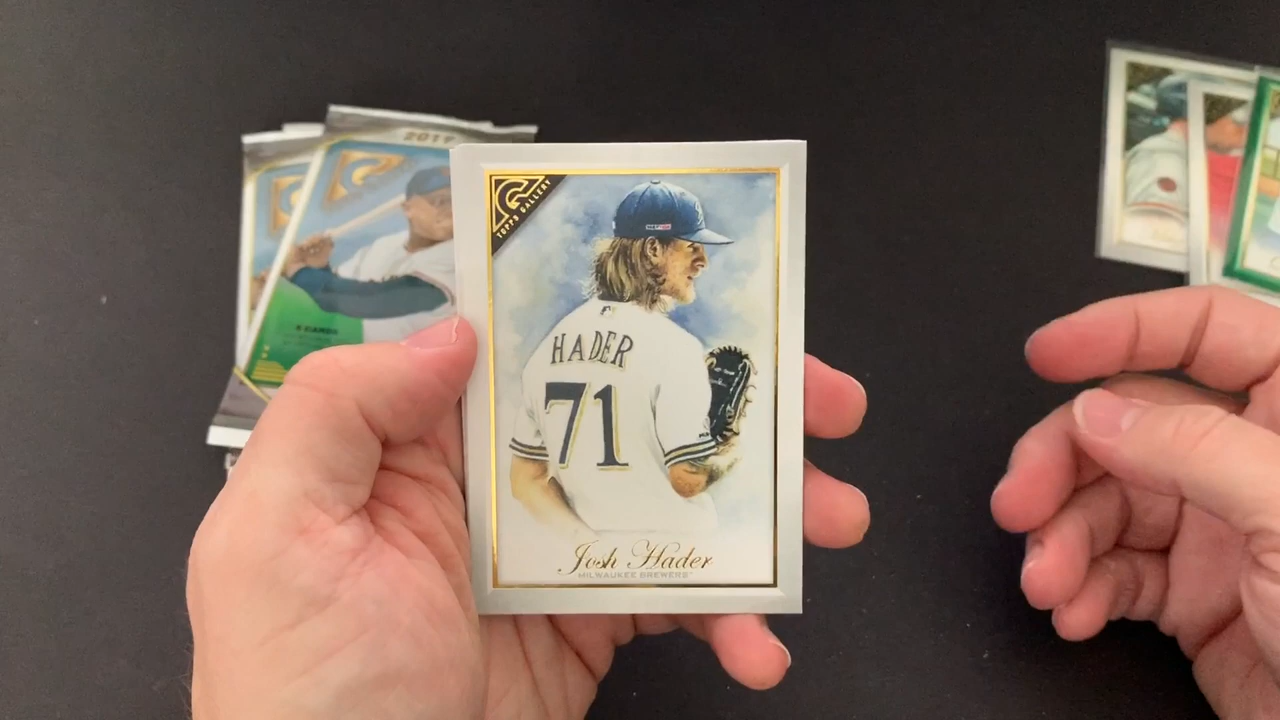 2019
TOPPS GALLERY
HADER
71
Josh Hader
MILWAUKEE BREWERS